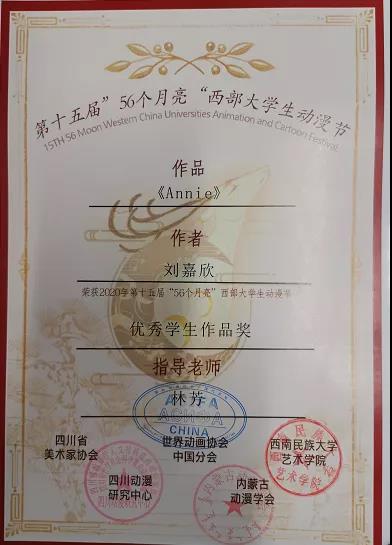 第十五届”56个月亮“西部大学生动漫节
15TH 56 Moon Western China Universities Animation and Cartoon Festival
作品
《Annie》
作者
刘嘉欣
荣获2020年第十五届“56个月亮”西部大学生动漫节
优秀学生作品奖
指导老师
林芳
CHINA
四川省
美术家协会
世界动画协会
中国分会
西南民族大学
艺术学院
艺术学院
四川动漫
研究中心
内蒙古
动漫学会